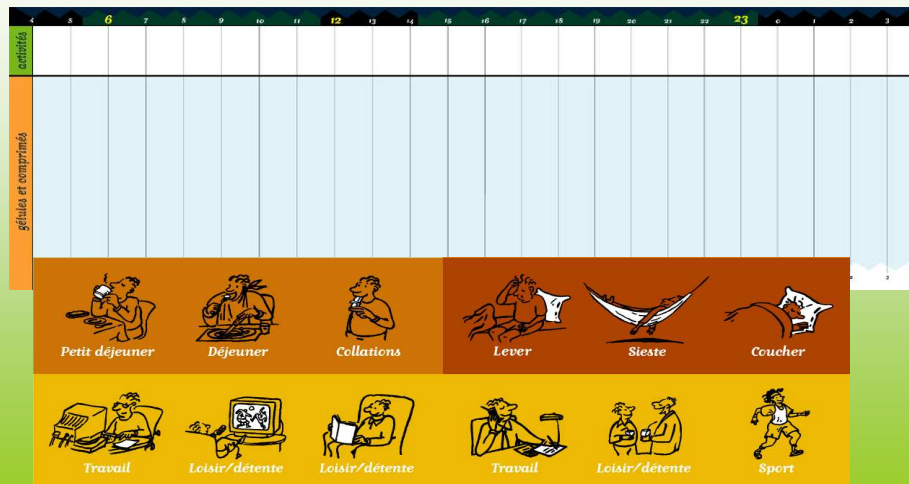 4 5 6 7 8 9 10 11 12 13 14 15 16 17 18 19 20 21 22 23 0 1 2 3
activités
gélules et comprimés
2 3
Petit déjeuner Déjeuner Collations Lever Sieste Coucher
Travail Loisir/détente Loisir/détente Travail Loisir/détente Sport